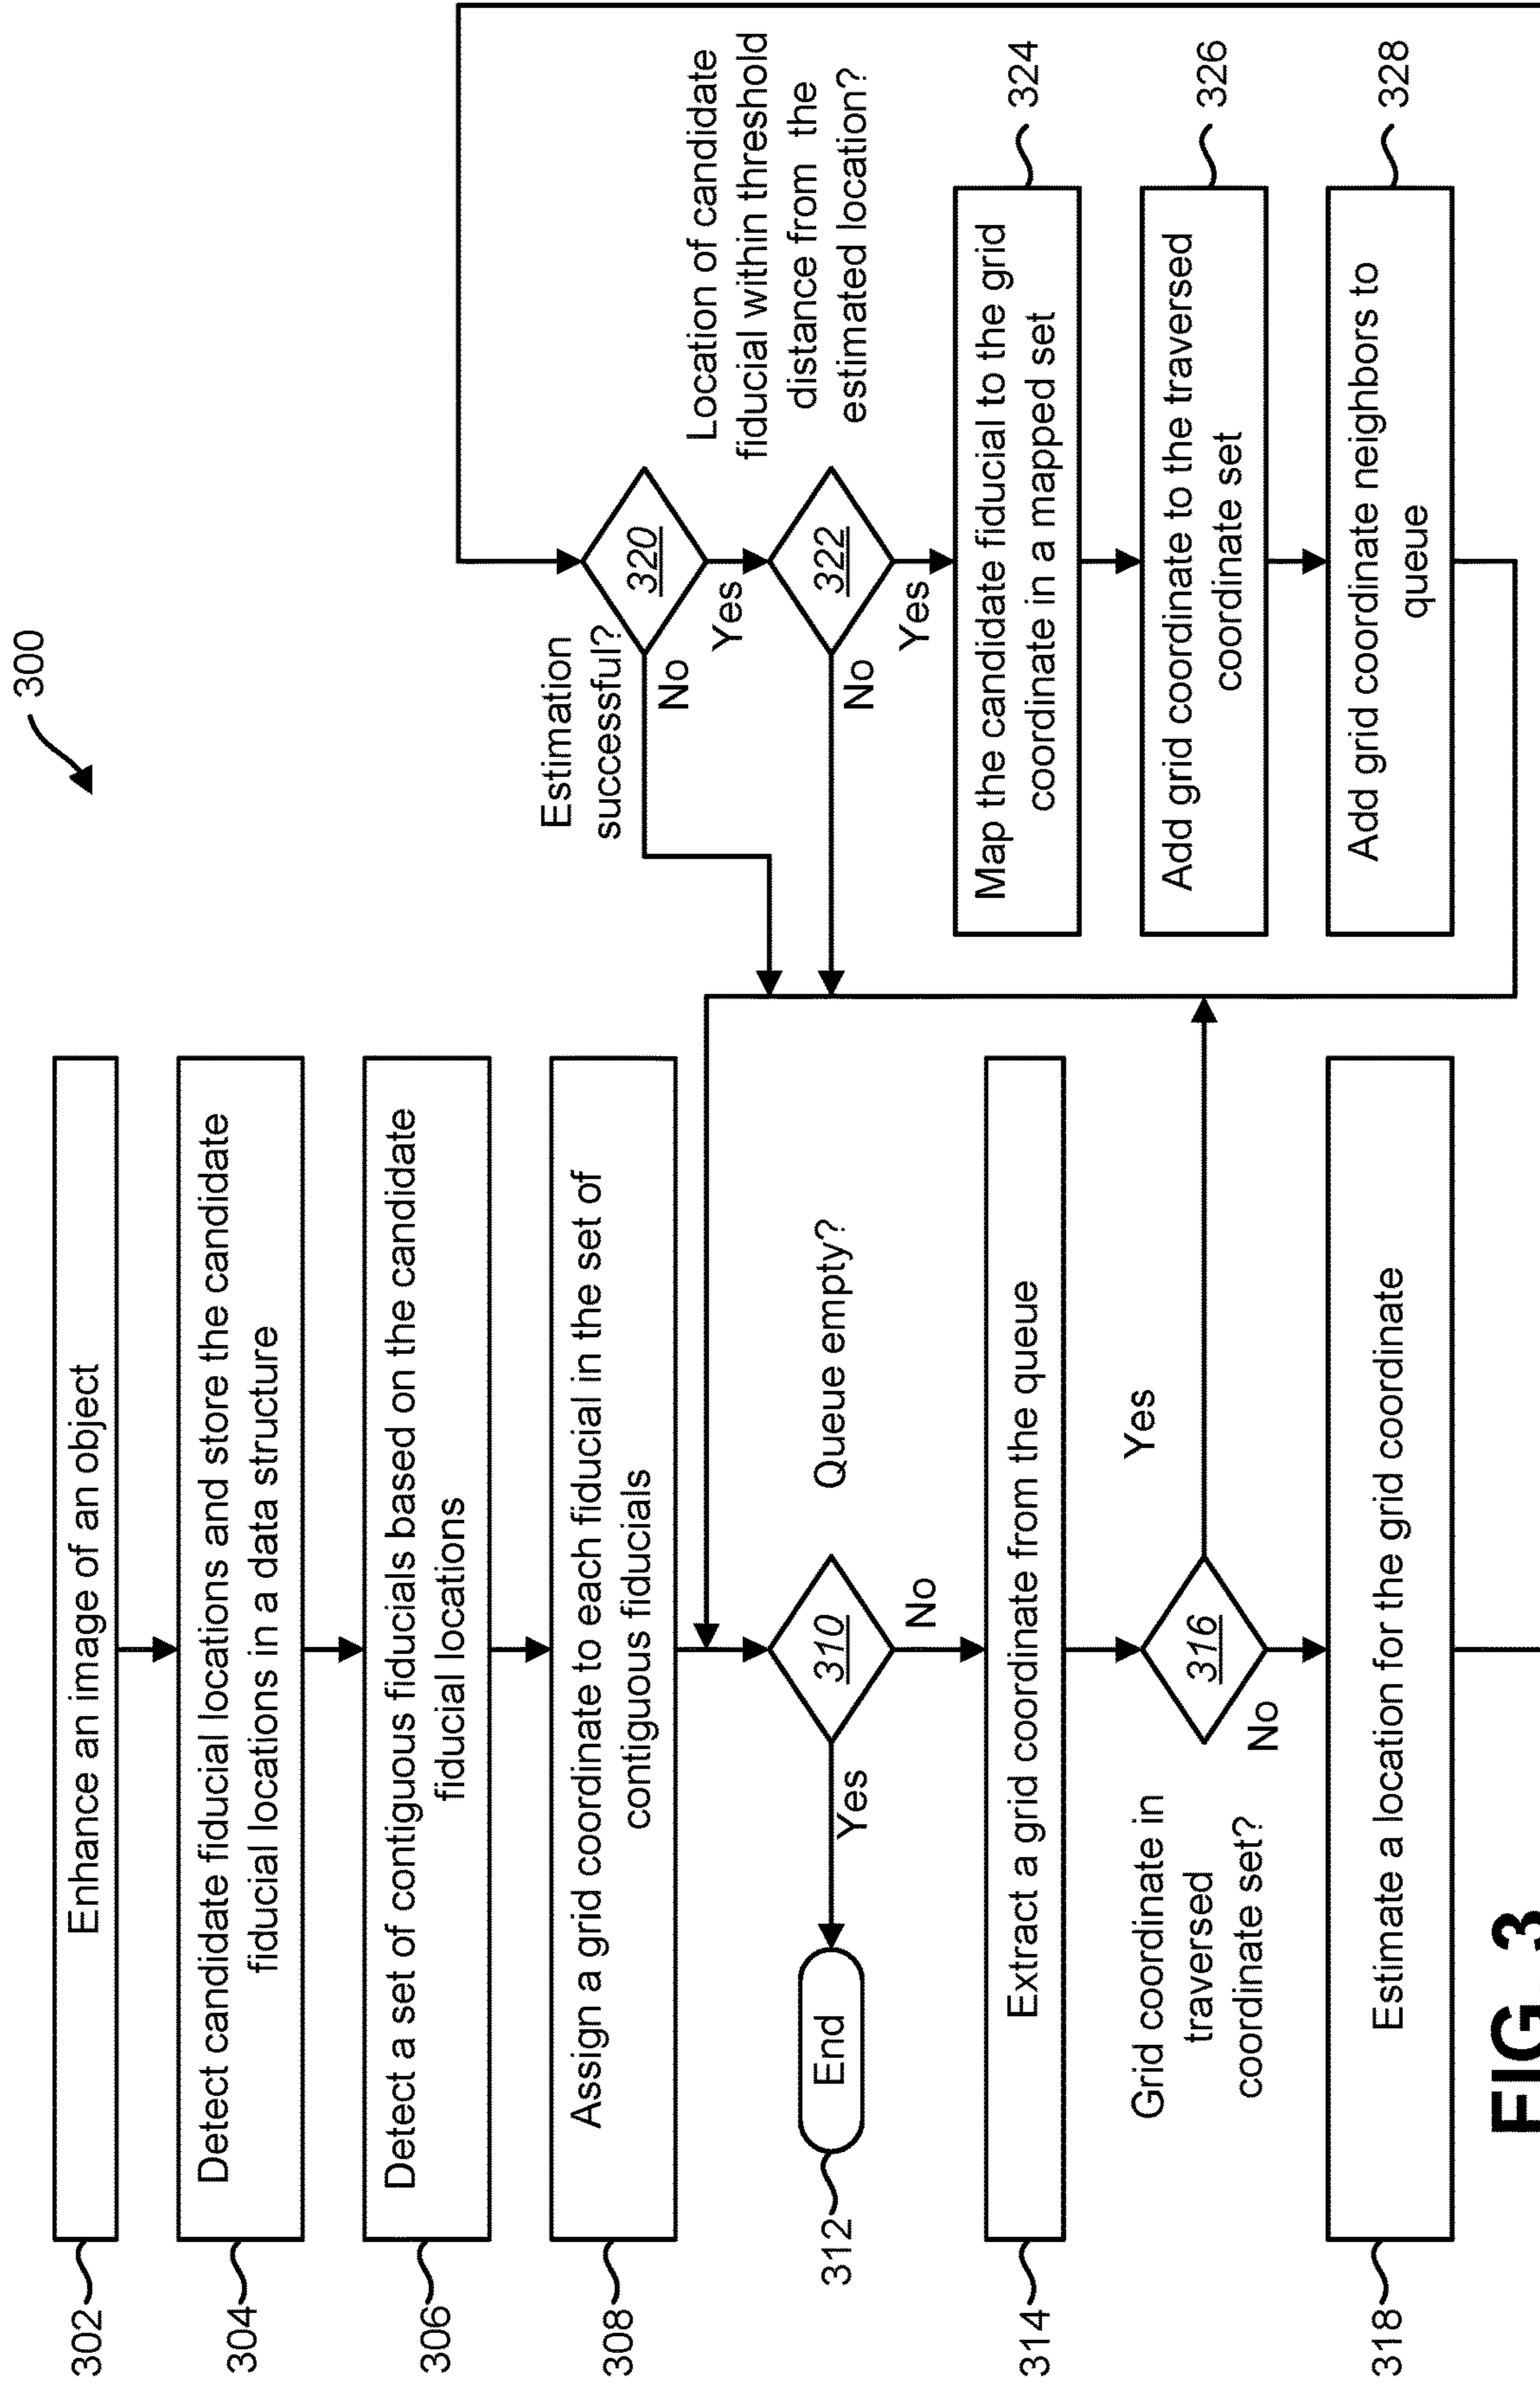 300
302
Enhance an image of an object
304
Detect candidate fiducial locations and store the candidate
fiducial locations in a data structure
306
Detect a set of contiguous fiducials based on the candidate
fiducial locations
308
Assign a grid coordinate to each fiducial in the set of
contiguous fiducials
310
Queue empty?
Yes
No
312
End
314
Extract a grid coordinate from the queue
316
Grid coordinate in
traversed
coordinate set?
Yes
No
318
Estimate a location for the grid coordinate
Estimation
successful?
320
No
Yes
Location of candidate
fiducial within threshold
distance from the
estimated location?
322
No
Yes
Map the candidate fiducial to the grid
coordinate in a mapped set
324
Add grid coordinate to the traversed
coordinate set
326
Add grid coordinate neighbors to
queue
328
FIG. 3